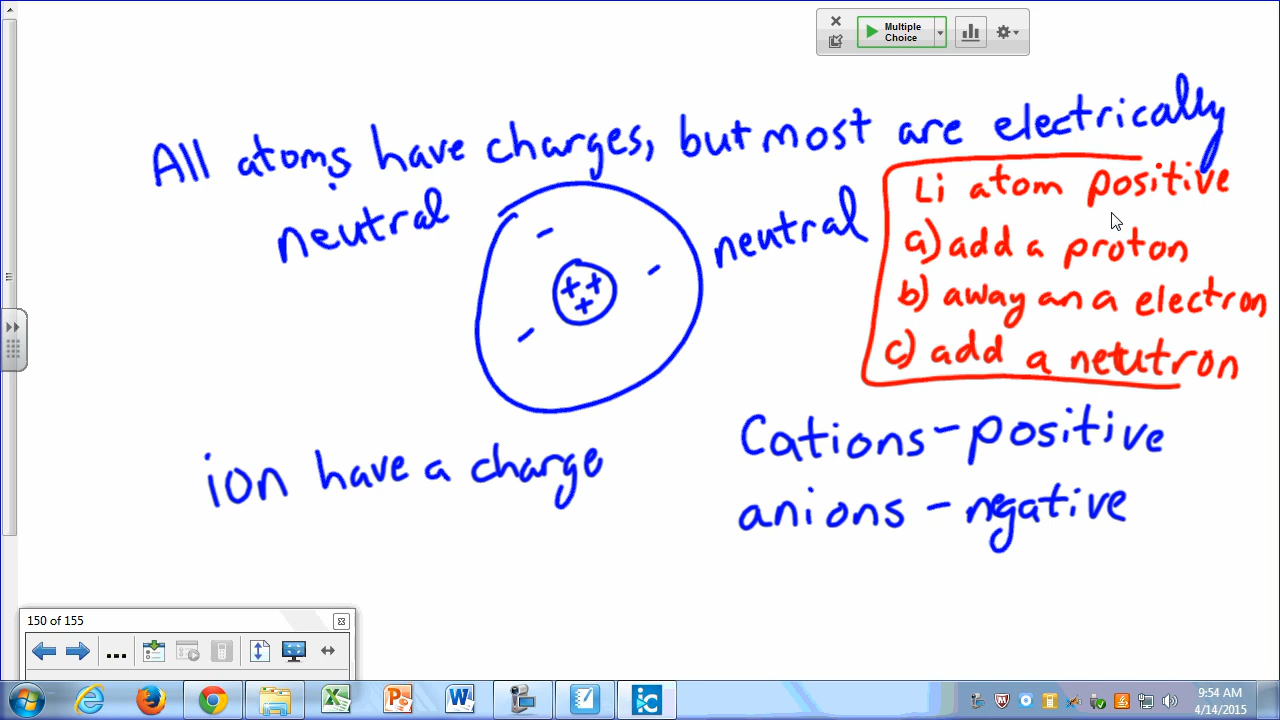 Multiple
Choice
All atoms have charges, but most are electrically
neutral
neutral
Li atom positive
a) add a proton
b) away an a electron
c) add a neutron
- - -
+ + +
ion have a charge
Cations - positive
anions - negative
150 of 155
9:54 AM
4/14/2015